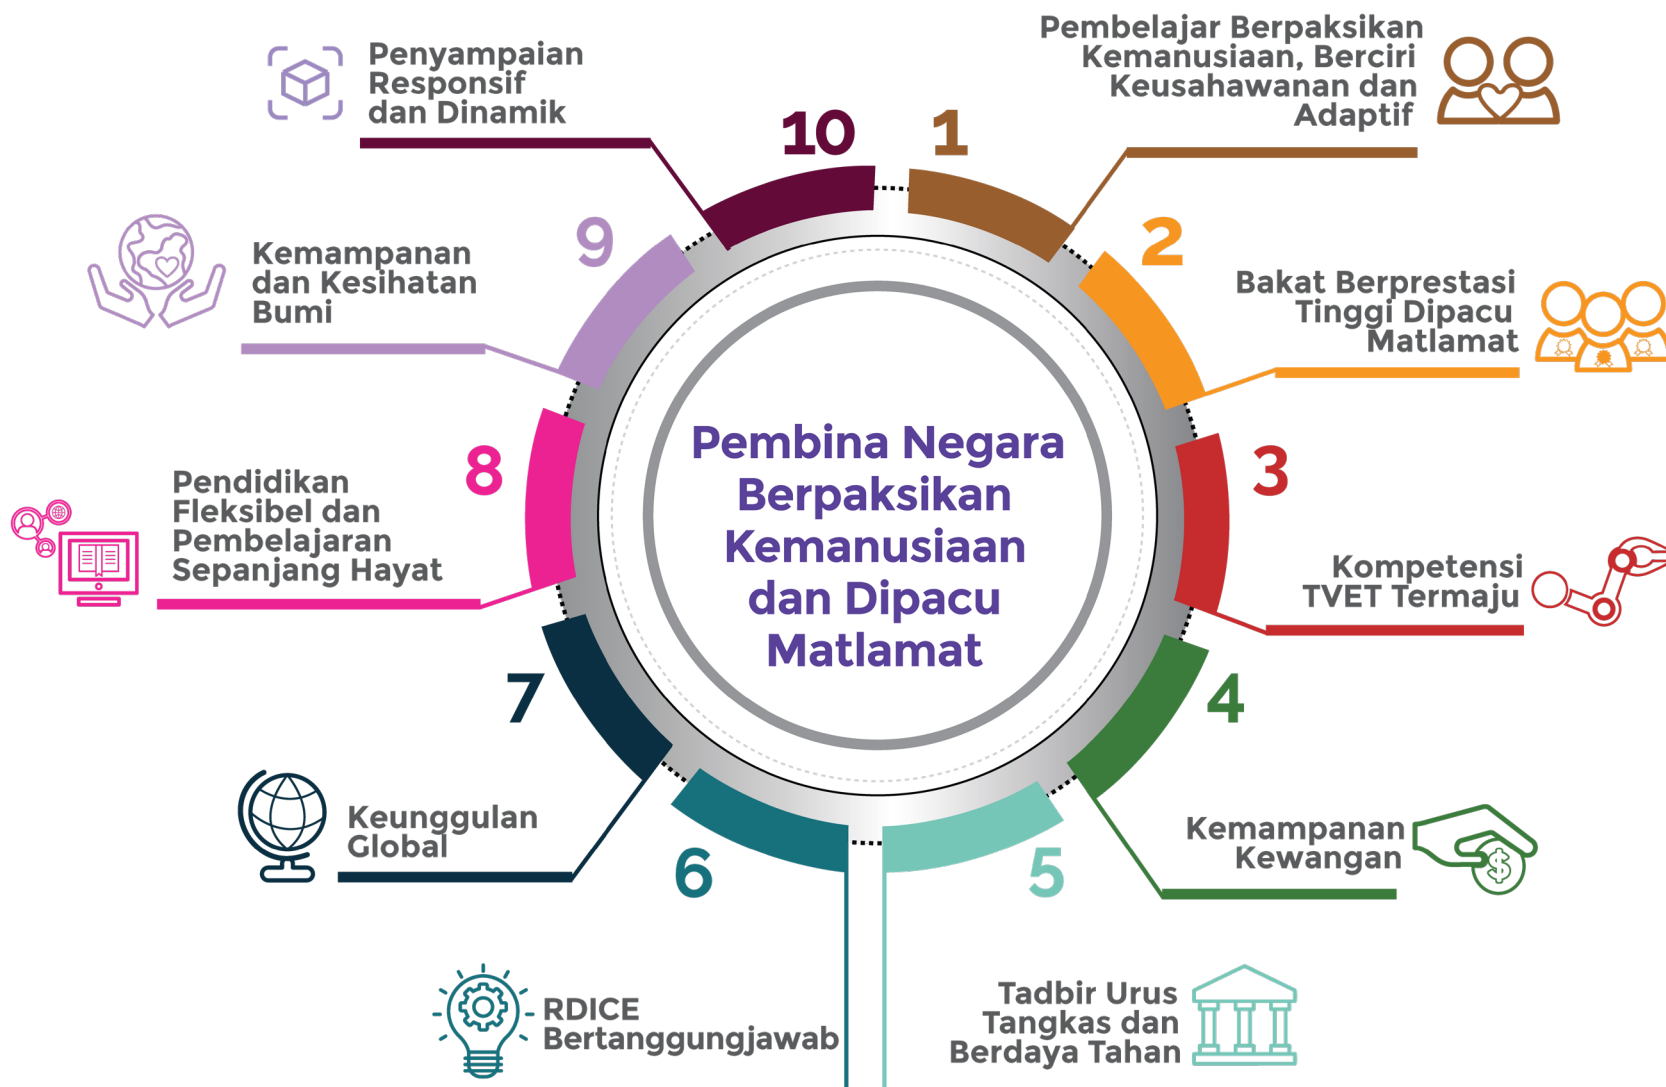 Pembina Negara
Berpaksikan
Kemanusiaan
dan Dipacu
Matlamat
1
Pembelajar Berpaksikan
Kemanusiaan, Berciri
Keusahawanan dan
Adaptif
2
Bakat Berprestasi
Tinggi Dipacu
Matlamat
3
Kompetensi
TVET Termaju
4
Kemampanan
Kewangan
$
5
Tadbir Urus
Tangkas dan
Berdaya Tahan
6
RDICE
Bertanggungjawab
7
Keunggulan
Global
8
Pendidikan
Fleksibel dan
Pembelajaran
Sepanjang Hayat
9
Kemampanan
dan Kesihatan
Bumi
10
Penyampaian
Responsif
dan Dinamik